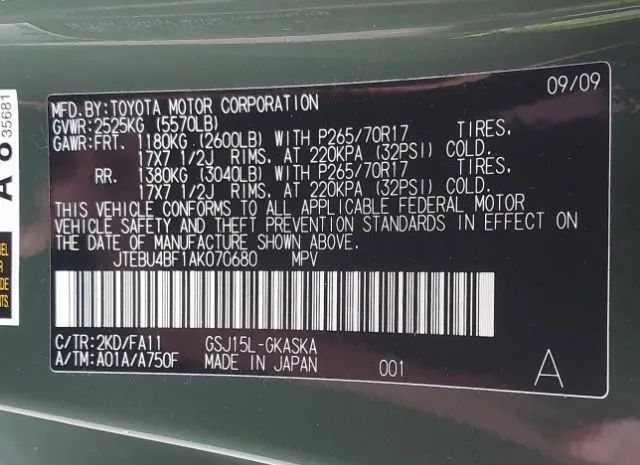 09/09
MFD.BY:TOYOTA MOTOR CORPORATION
GVWR:2525KG (5570LB)
GAWR:FRT. 1180KG (2600LB) WITH P265/70R17 TIRES,
17X7 1/2J RIMS, AT 220KPA (32PSI) COLD.
RR. 1380KG (3040LB) WITH P265/70R17 TIRES,
17X7 1/2J RIMS, AT 220KPA (32PSI) COLD.
THIS VEHICLE CONFORMS TO ALL APPLICABLE FEDERAL MOTOR
VEHICLE SAFETY AND THEFT PREVENTION STANDARDS IN EFFECT ON
THE DATE OF MANUFACTURE SHOWN ABOVE.
JTEBU4BF1AK070680 MPV
C/TR:2KD/FA11 GSJ15L-GKASKA
A/TM:A01A/A750F MADE IN JAPAN 001 A
A 8 35681